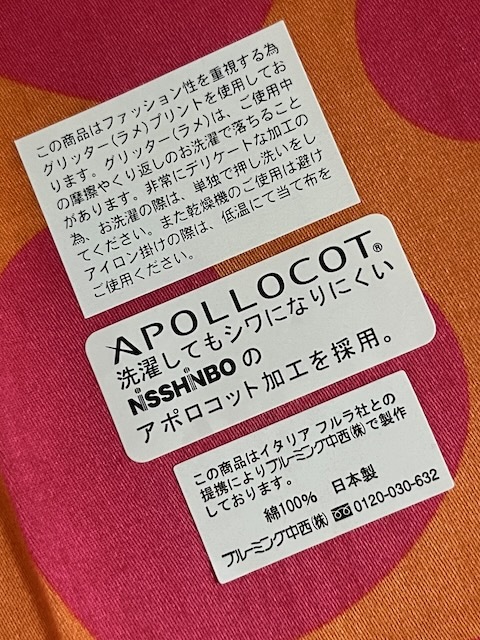 この商品はファッション性を重視する為
グリッター(ラメ)プリントを使用してお
ります。グリッター(ラメ)は、ご使用中
の摩擦やくり返しのお洗濯で落ちること
があります。非常にデリケートな加工の
為、お洗濯の際は、単独で押し洗いをし
てください。また乾燥機のご使用は避け
アイロン掛けの際は、低温にて当て布を
ご使用ください。
APOLLOCOT®
洗濯してもシワになりにくい
NISSHINBOの
アポロコット加工を採用。
この商品はイタリア フルラ社との
提携によりブルーミング中西(株)で製作
しております。
綿100% 日本製
ブルーミング中西(株) 0120-030-632